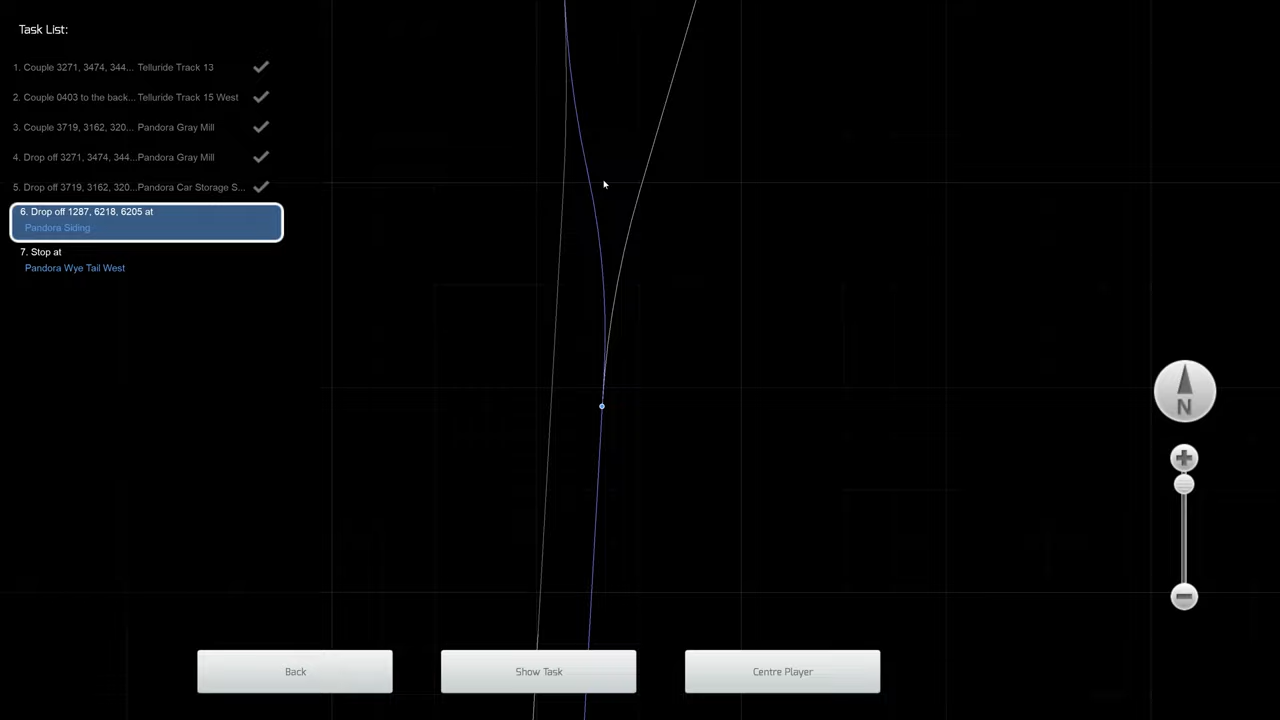 Task List:
1. Couple 3271, 3474, 344... Telluride Track 13
2. Couple 0403 to the back... Telluride Track 15 West
3. Couple 3719, 3162, 320... Pandora Gray Mill
4. Drop off 3271, 3474, 344...Pandora Gray Mill
5. Drop off 3719, 3162, 320...Pandora Car Storage S...
6. Drop off 1287, 6218, 6205 at
Pandora Siding
7. Stop at
Pandora Wye Tail West
N
Back
Show Task
Centre Player